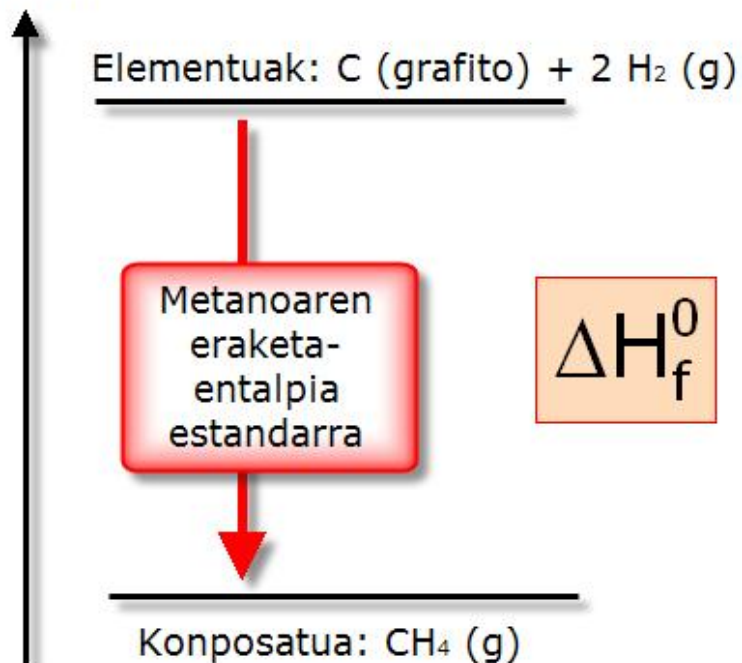 Elementuak: C (grafito) + 2 H₂ (g)
Metanoaren
eraketa-
entalpia
estandarra
ΔH⁰f
Konposatua: CH₄ (g)